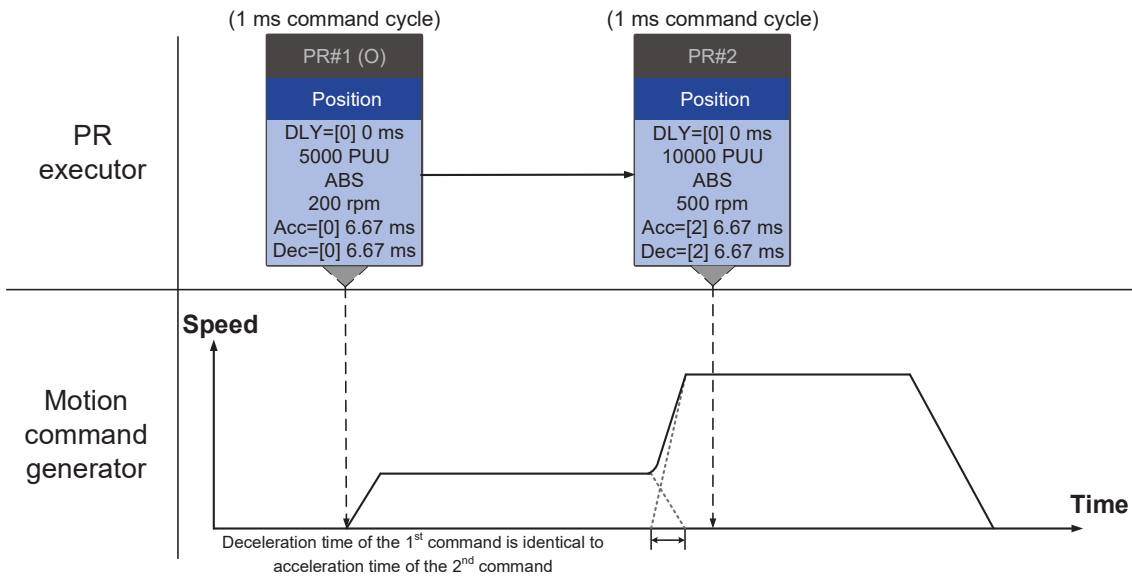 (1 ms command cycle)
(1 ms command cycle)
PR#1 (O)
PR#2
Position
Position
DLY=[0] 0 ms
5000 PUU
ABS
200 rpm
Acc=[0] 6.67 ms
Dec=[0] 6.67 ms
DLY=[0] 0 ms
10000 PUU
ABS
500 rpm
Acc=[2] 6.67 ms
Dec=[2] 6.67 ms
PR
executor
Speed
Motion
command
generator
Time
Deceleration time of the 1st command is identical to
acceleration time of the 2nd command